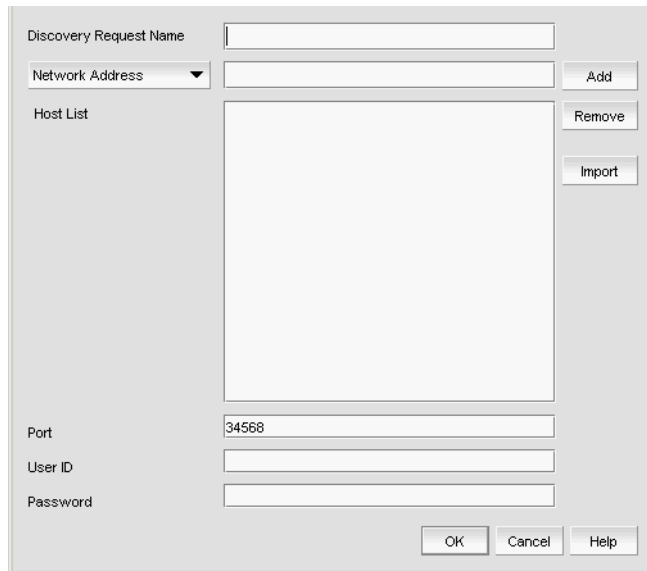 Discovery Request Name
Network Address
Add
Host List
Remove
Import
Port
34568
User ID
Password
OK
Cancel
Help